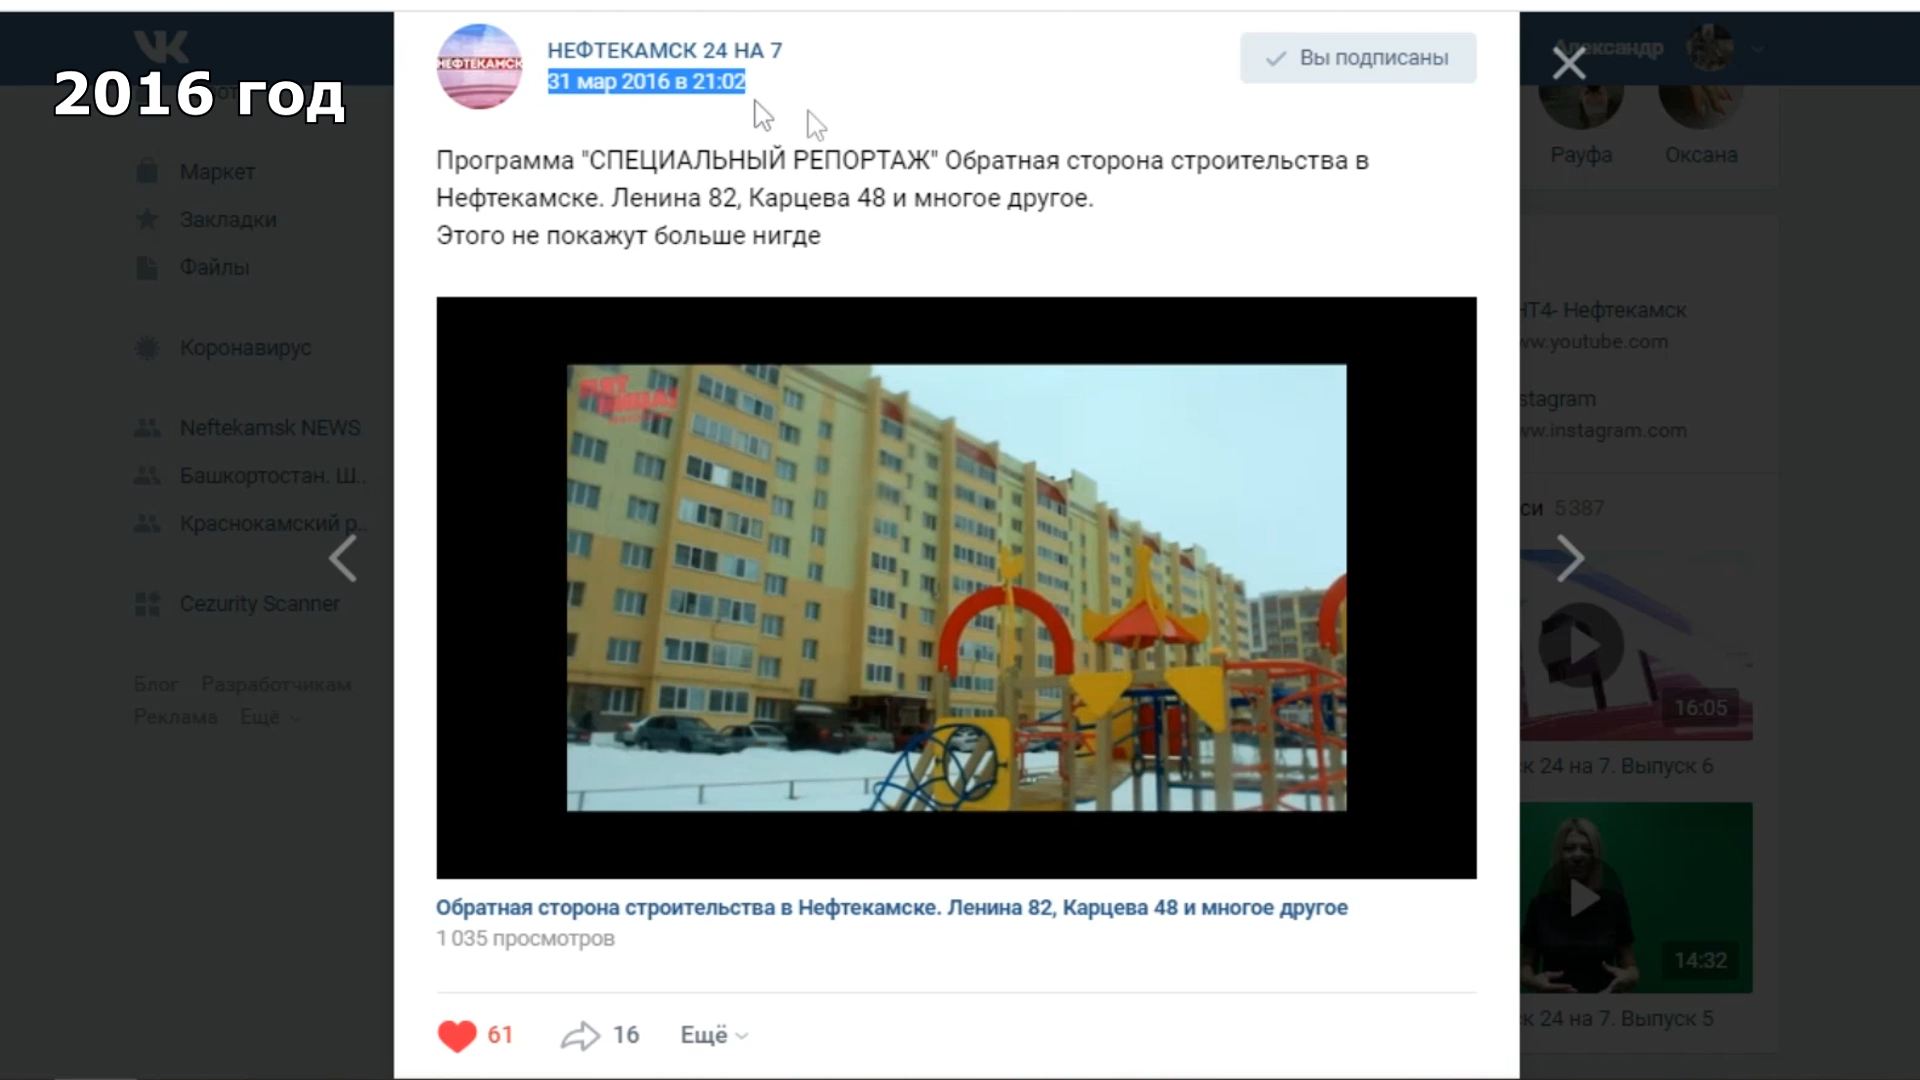 2016 год
Маркет
Закладки
Файлы
Коронавирус
Neftekamsk NEWS
Башкортостан. Ш..
Краснокамский р..
Cezurity Scanner
Блог Разработчикам
Реклама Ещё
НЕФТЕКАМСК
НЕФТЕКАМСК 24 НА 7
31 мар 2016 в 21:02
Вы подписаны
Программа "СПЕЦИАЛЬНЫЙ РЕПОРТАЖ" Обратная сторона строительства в
Нефтекамске. Ленина 82, Карцева 48 и многое другое.
Этого не покажут больше нигде
Обратная сторона строительства в Нефтекамске. Ленина 82, Карцева 48 и многое другое
1 035 просмотров
61
16
Ещё
Александр
Рауфа
Оксана
НТ4- Нефтекамск
ww.youtube.com
stagram
ww.instagram.com
си 5387
16:05
к 24 на 7. Выпуск 6
14:32
к 24 на 7. Выпуск 5